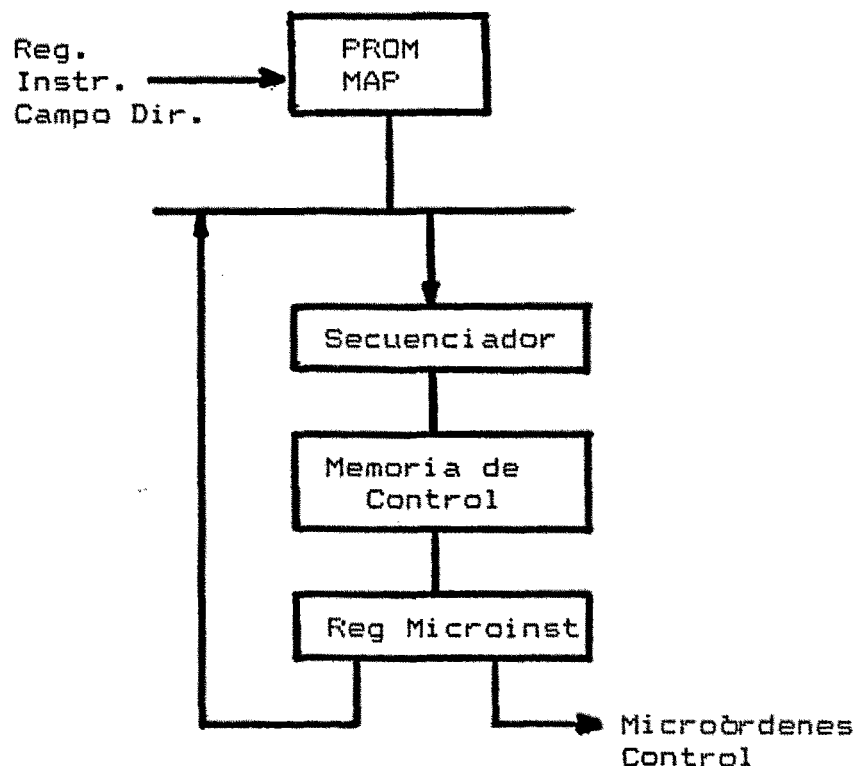 PROM
MAP
Reg.
Instr.
Campo Dir.
Secuenciador
Memoria de
Control
Reg Microinst
Microòrdenes
Control